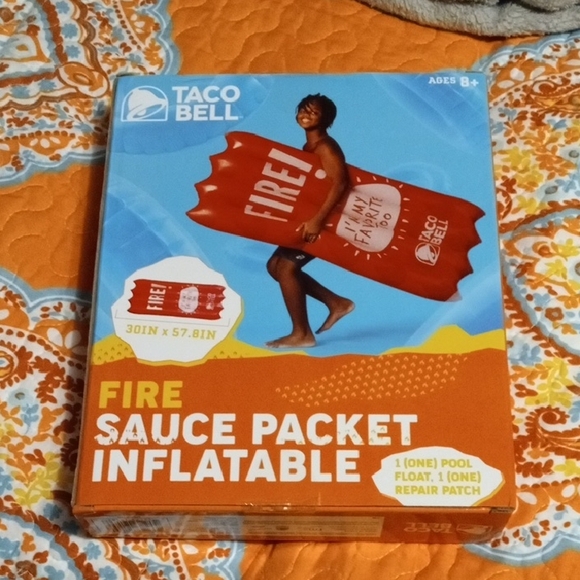 TACO
BELL
AGES 8+
FIRE!
I'M MY
FAVORITE
TOO
TACO
BELL
FIRE!
30IN x 57.8IN
FIRE
SAUCE PACKET
INFLATABLE
1 (ONE) POOL
FLOAT, 1 (ONE)
REPAIR PATCH